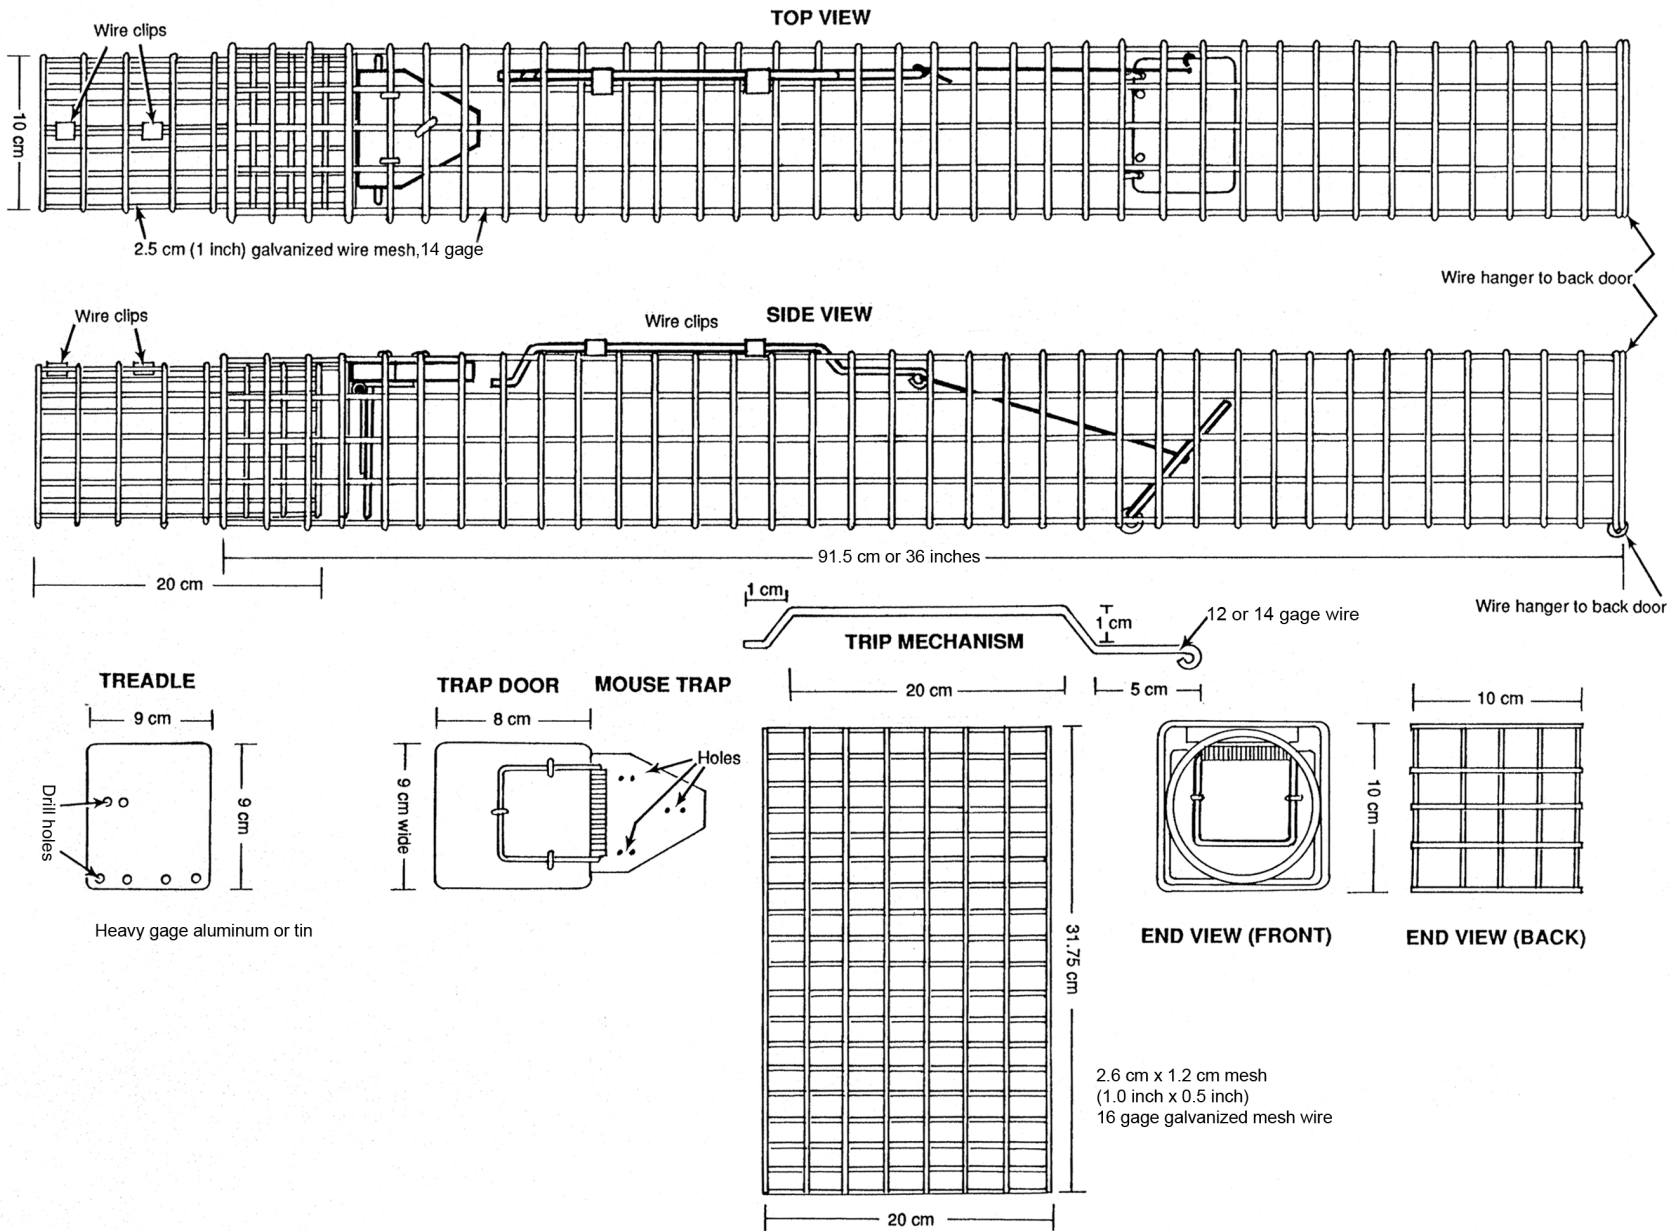 TOP VIEW
Wire clips
10 cm
2.5 cm (1 inch) galvanized wire mesh,14 gage
Wire hanger to back door
Wire clips
Wire clips
SIDE VIEW
91.5 cm or 36 inches
20 cm
Wire hanger to back door
1 cm
1 cm
12 or 14 gage wire
TRIP MECHANISM
20 cm
5 cm
TREADLE
9 cm
Drill holes
9 cm
Heavy gage aluminum or tin
TRAP DOOR
MOUSE TRAP
8 cm
9 cm wide
Holes
31.75 cm
20 cm
2.6 cm x 1.2 cm mesh
(1.0 inch x 0.5 inch)
16 gage galvanized mesh wire
10 cm
END VIEW (FRONT)
10 cm
END VIEW (BACK)